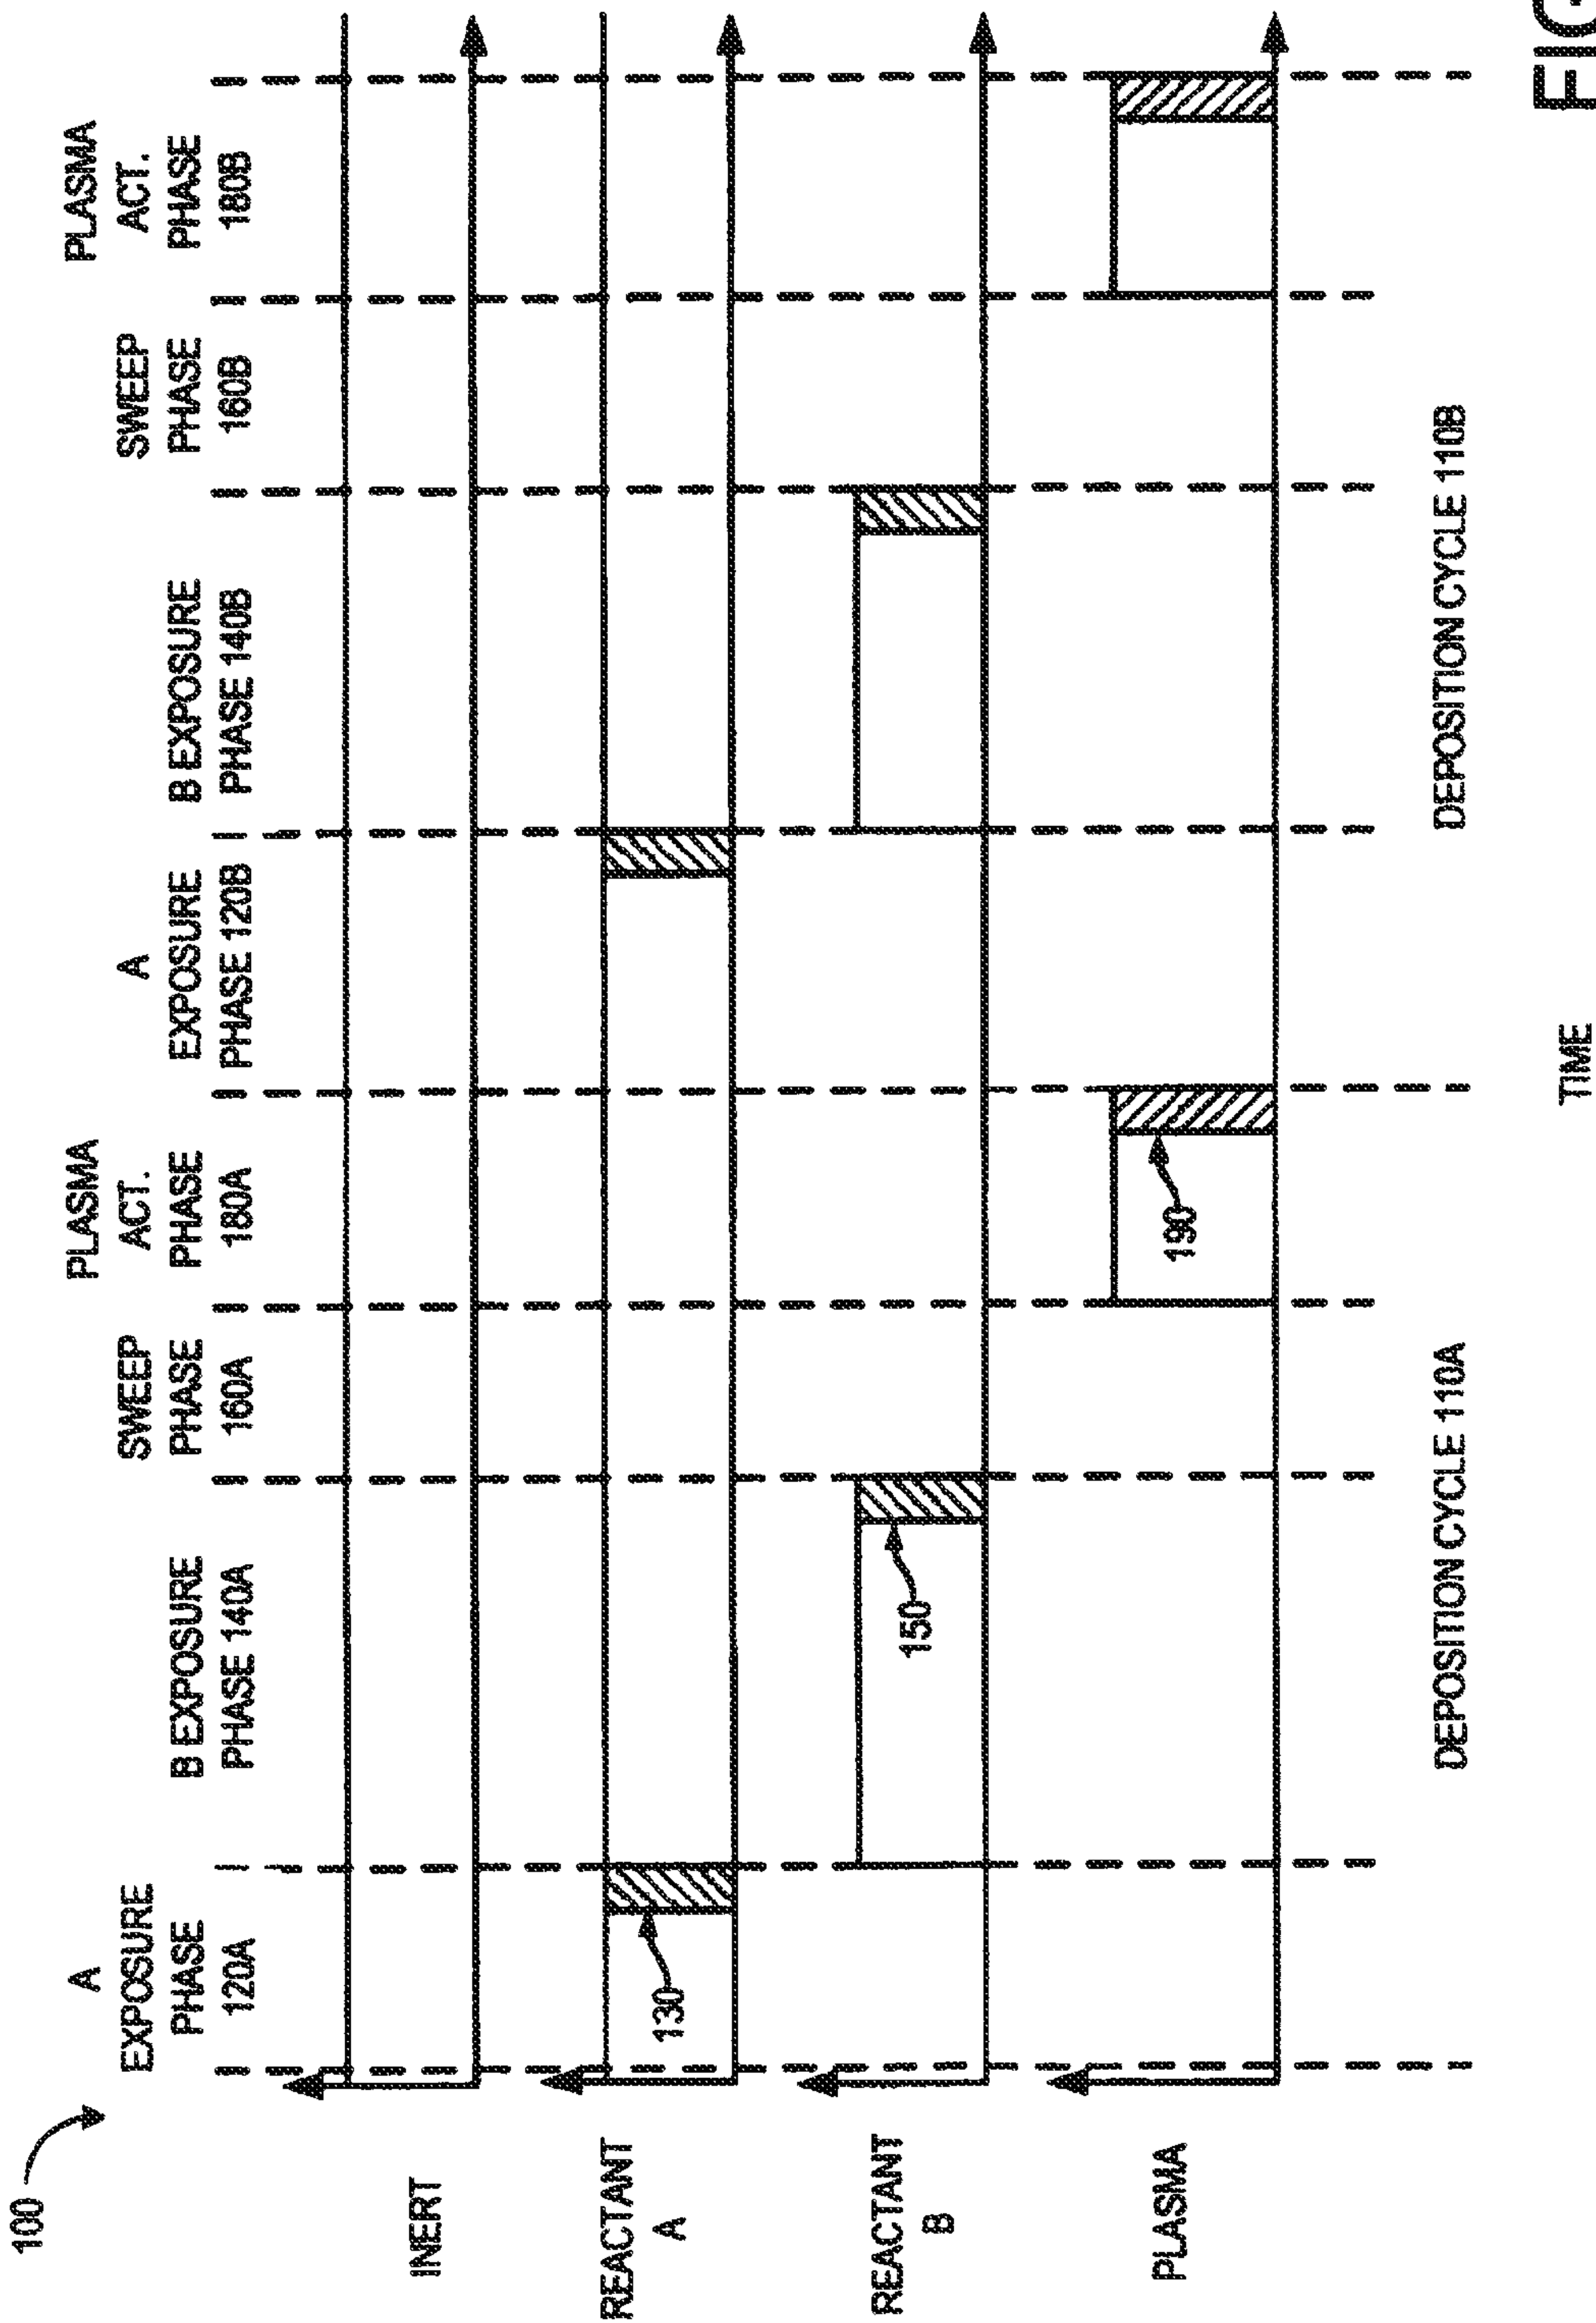 100
A
EXPOSURE
PHASE
120A
B EXPOSURE
PHASE 140A
SWEEP
PHASE
160A
PLASMA
ACT.
PHASE
180A
A
EXPOSURE
PHASE 120B
B EXPOSURE
PHASE 140B
SWEEP
PHASE
160B
PLASMA
ACT.
PHASE
180B
INERT
REACTANT
A
130
REACTANT
B
150
PLASMA
190
DEPOSITION CYCLE 110A
DEPOSITION CYCLE 110B
TIME